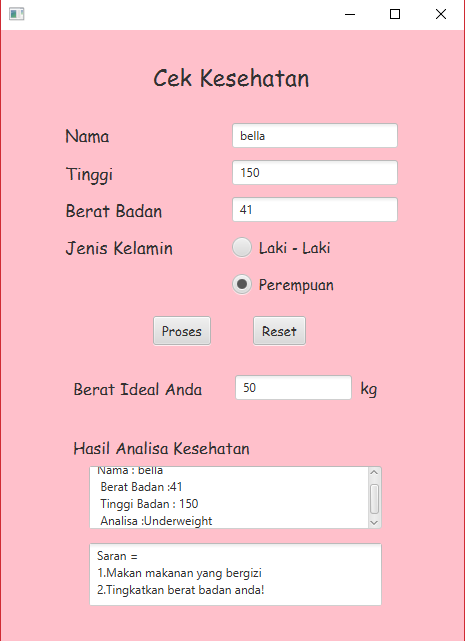 Cek Kesehatan
Nama bella
Tinggi 150
Berat Badan 41
Jenis Kelamin Laki - Laki
Perempuan
Proses Reset
Berat Ideal Anda 50 kg
Hasil Analisa Kesehatan
Nama : bella
Berat Badan :41
Tinggi Badan : 150
Analisa :Underweight
Saran =
1.Makan makanan yang bergizi
2.Tingkatkan berat badan anda!